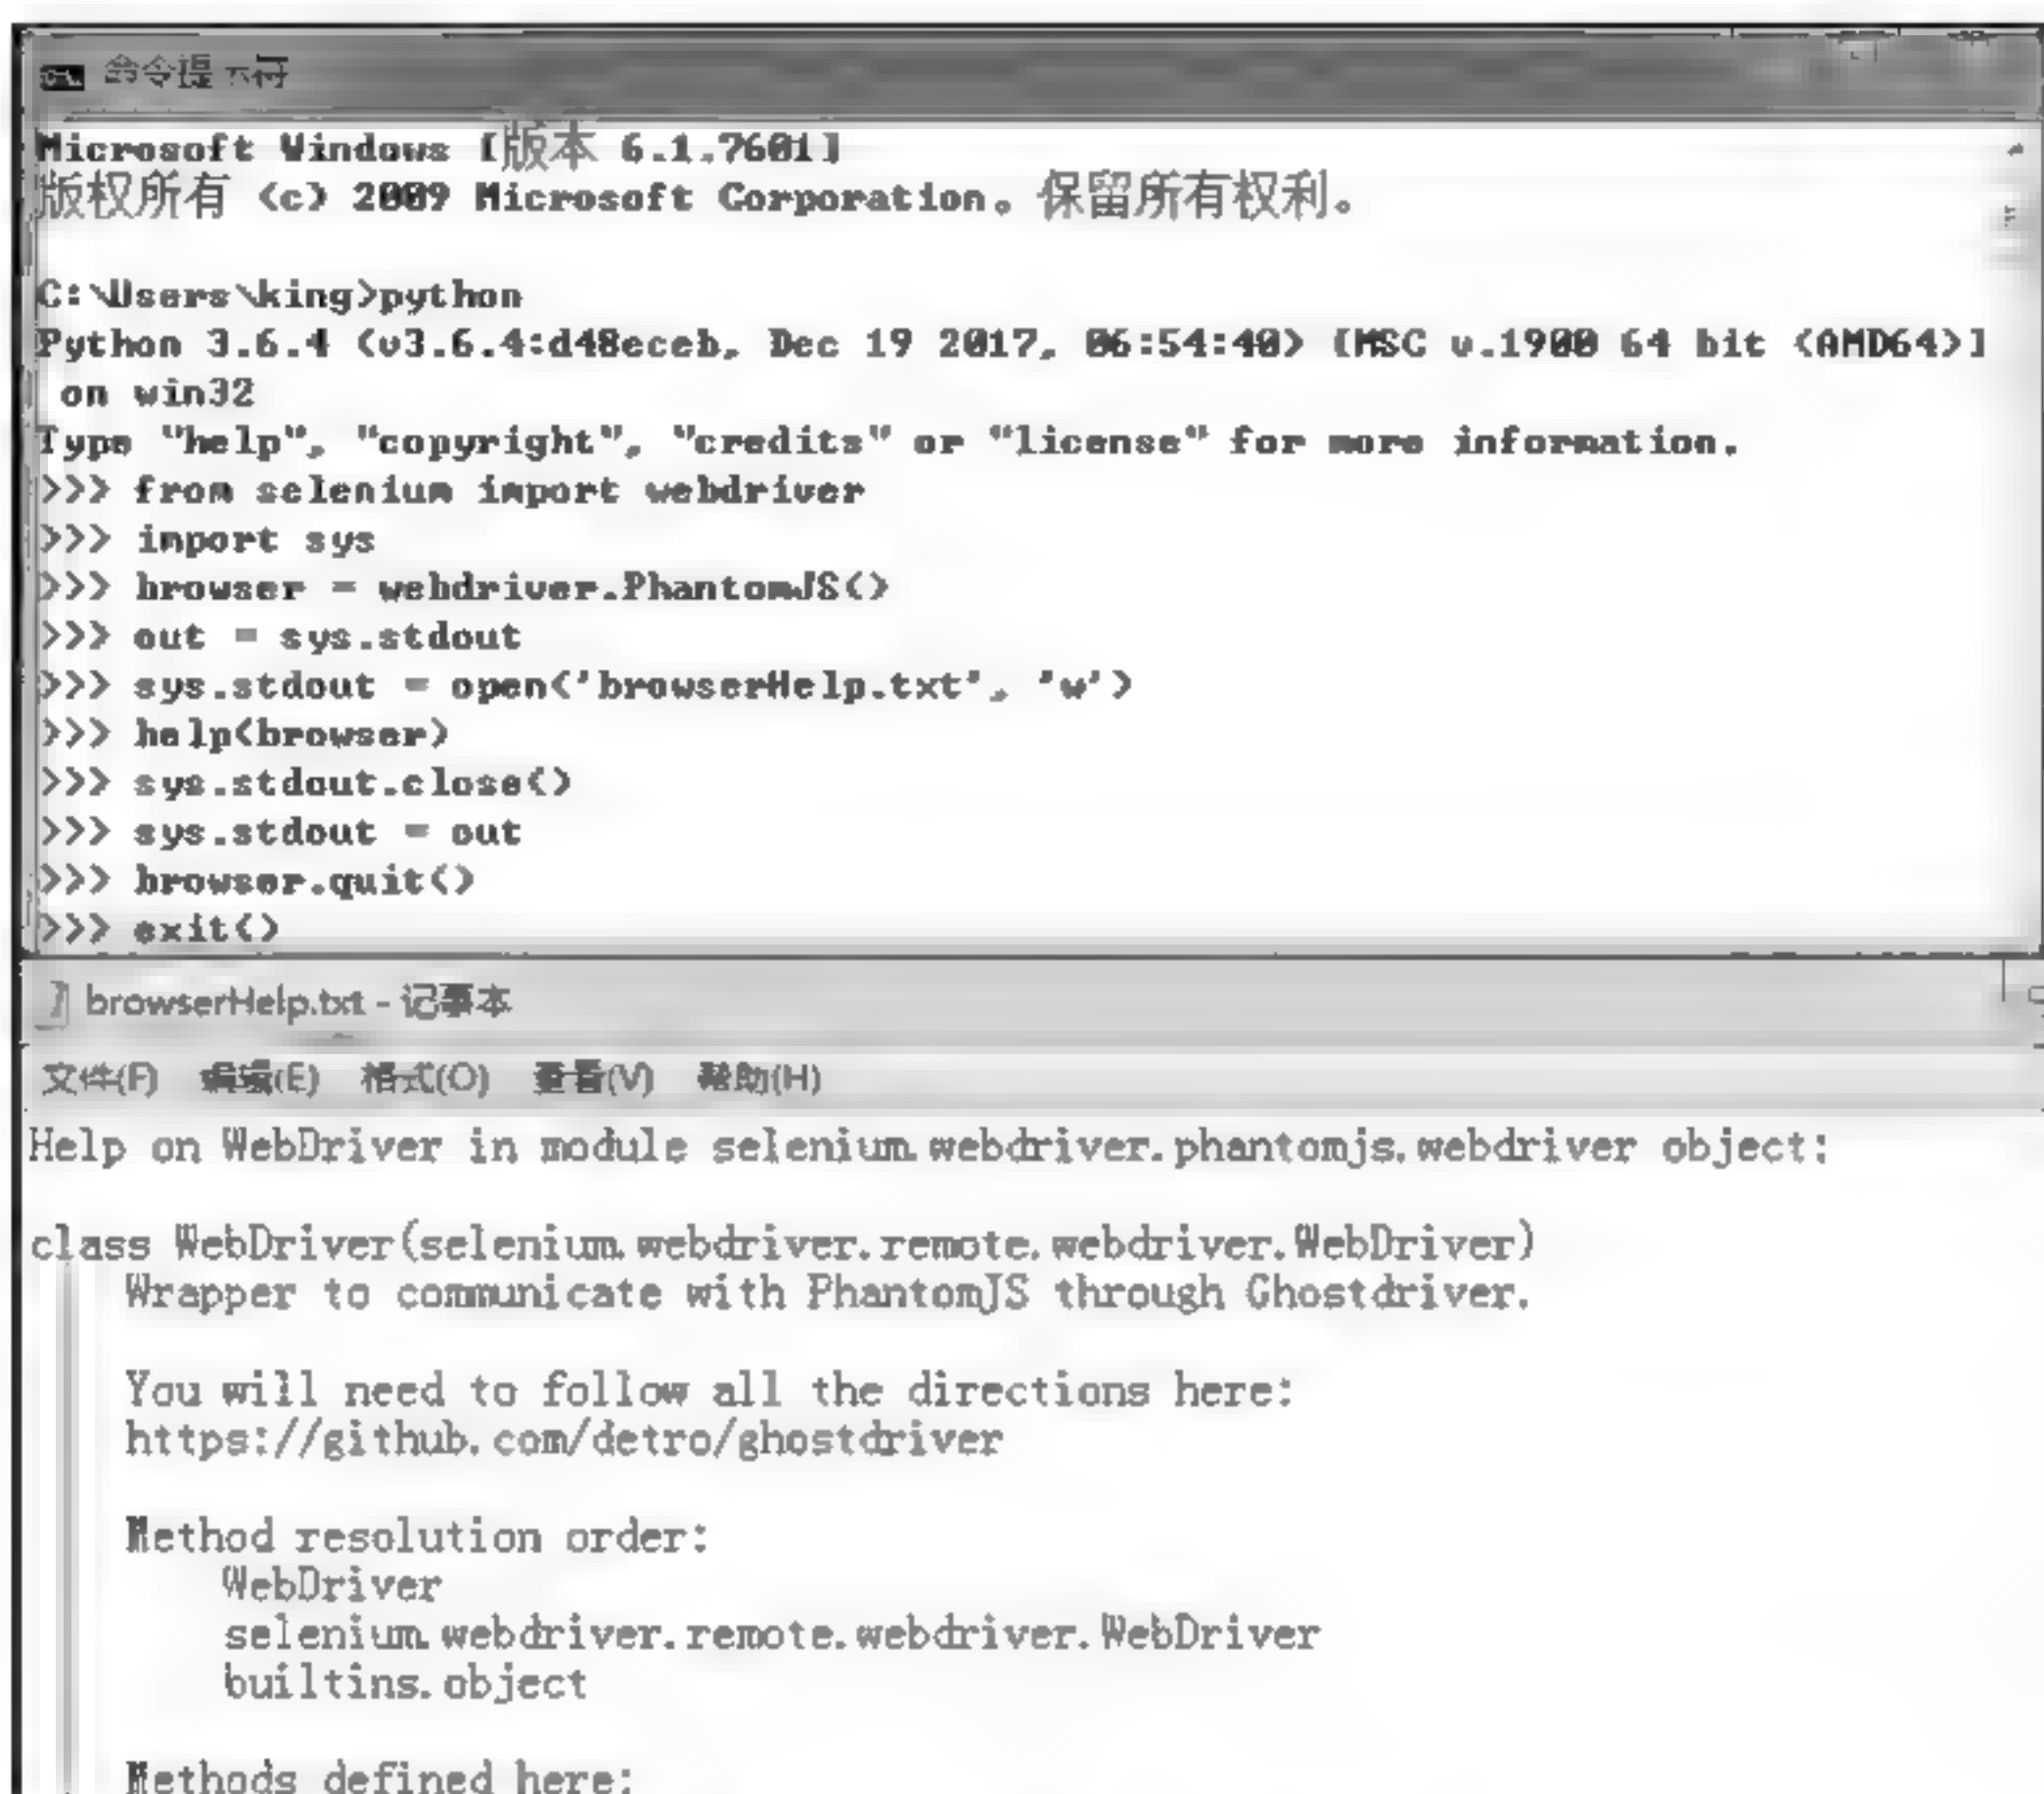 命令提示符
Microsoft Windows [版本 6.1.7601]
版权所有 (c) 2009 Microsoft Corporation。保留所有权利。
C:\Users\king>python
Python 3.6.4 (v3.6.4:d48eceb, Dec 19 2017, 06:54:40) [MSC v.1900 64 bit (AMD64)]
on win32
Type "help", "copyright", "credits" or "license" for more information.
>>> from selenium import webdriver
>>> import sys
>>> browser = webdriver.PhantomJS()
>>> out = sys.stdout
>>> sys.stdout = open('browserHelp.txt', 'w')
>>> help(browser)
>>> sys.stdout.close()
>>> sys.stdout = out
>>> browser.quit()
>>> exit()
browserHelp.txt - 记事本
文件(F) 编辑(E) 格式(O) 查看(V) 帮助(H)
Help on WebDriver in module selenium.webdriver.phantomjs.webdriver object:
class WebDriver(selenium.webdriver.remote.webdriver.WebDriver)
Wrapper to communicate with PhantomJS through Ghostdriver.
You will need to follow all the directions here:
https://github.com/detro/ghostdriver
Method resolution order:
WebDriver
selenium.webdriver.remote.webdriver.WebDriver
builtins.object
Methods defined here: